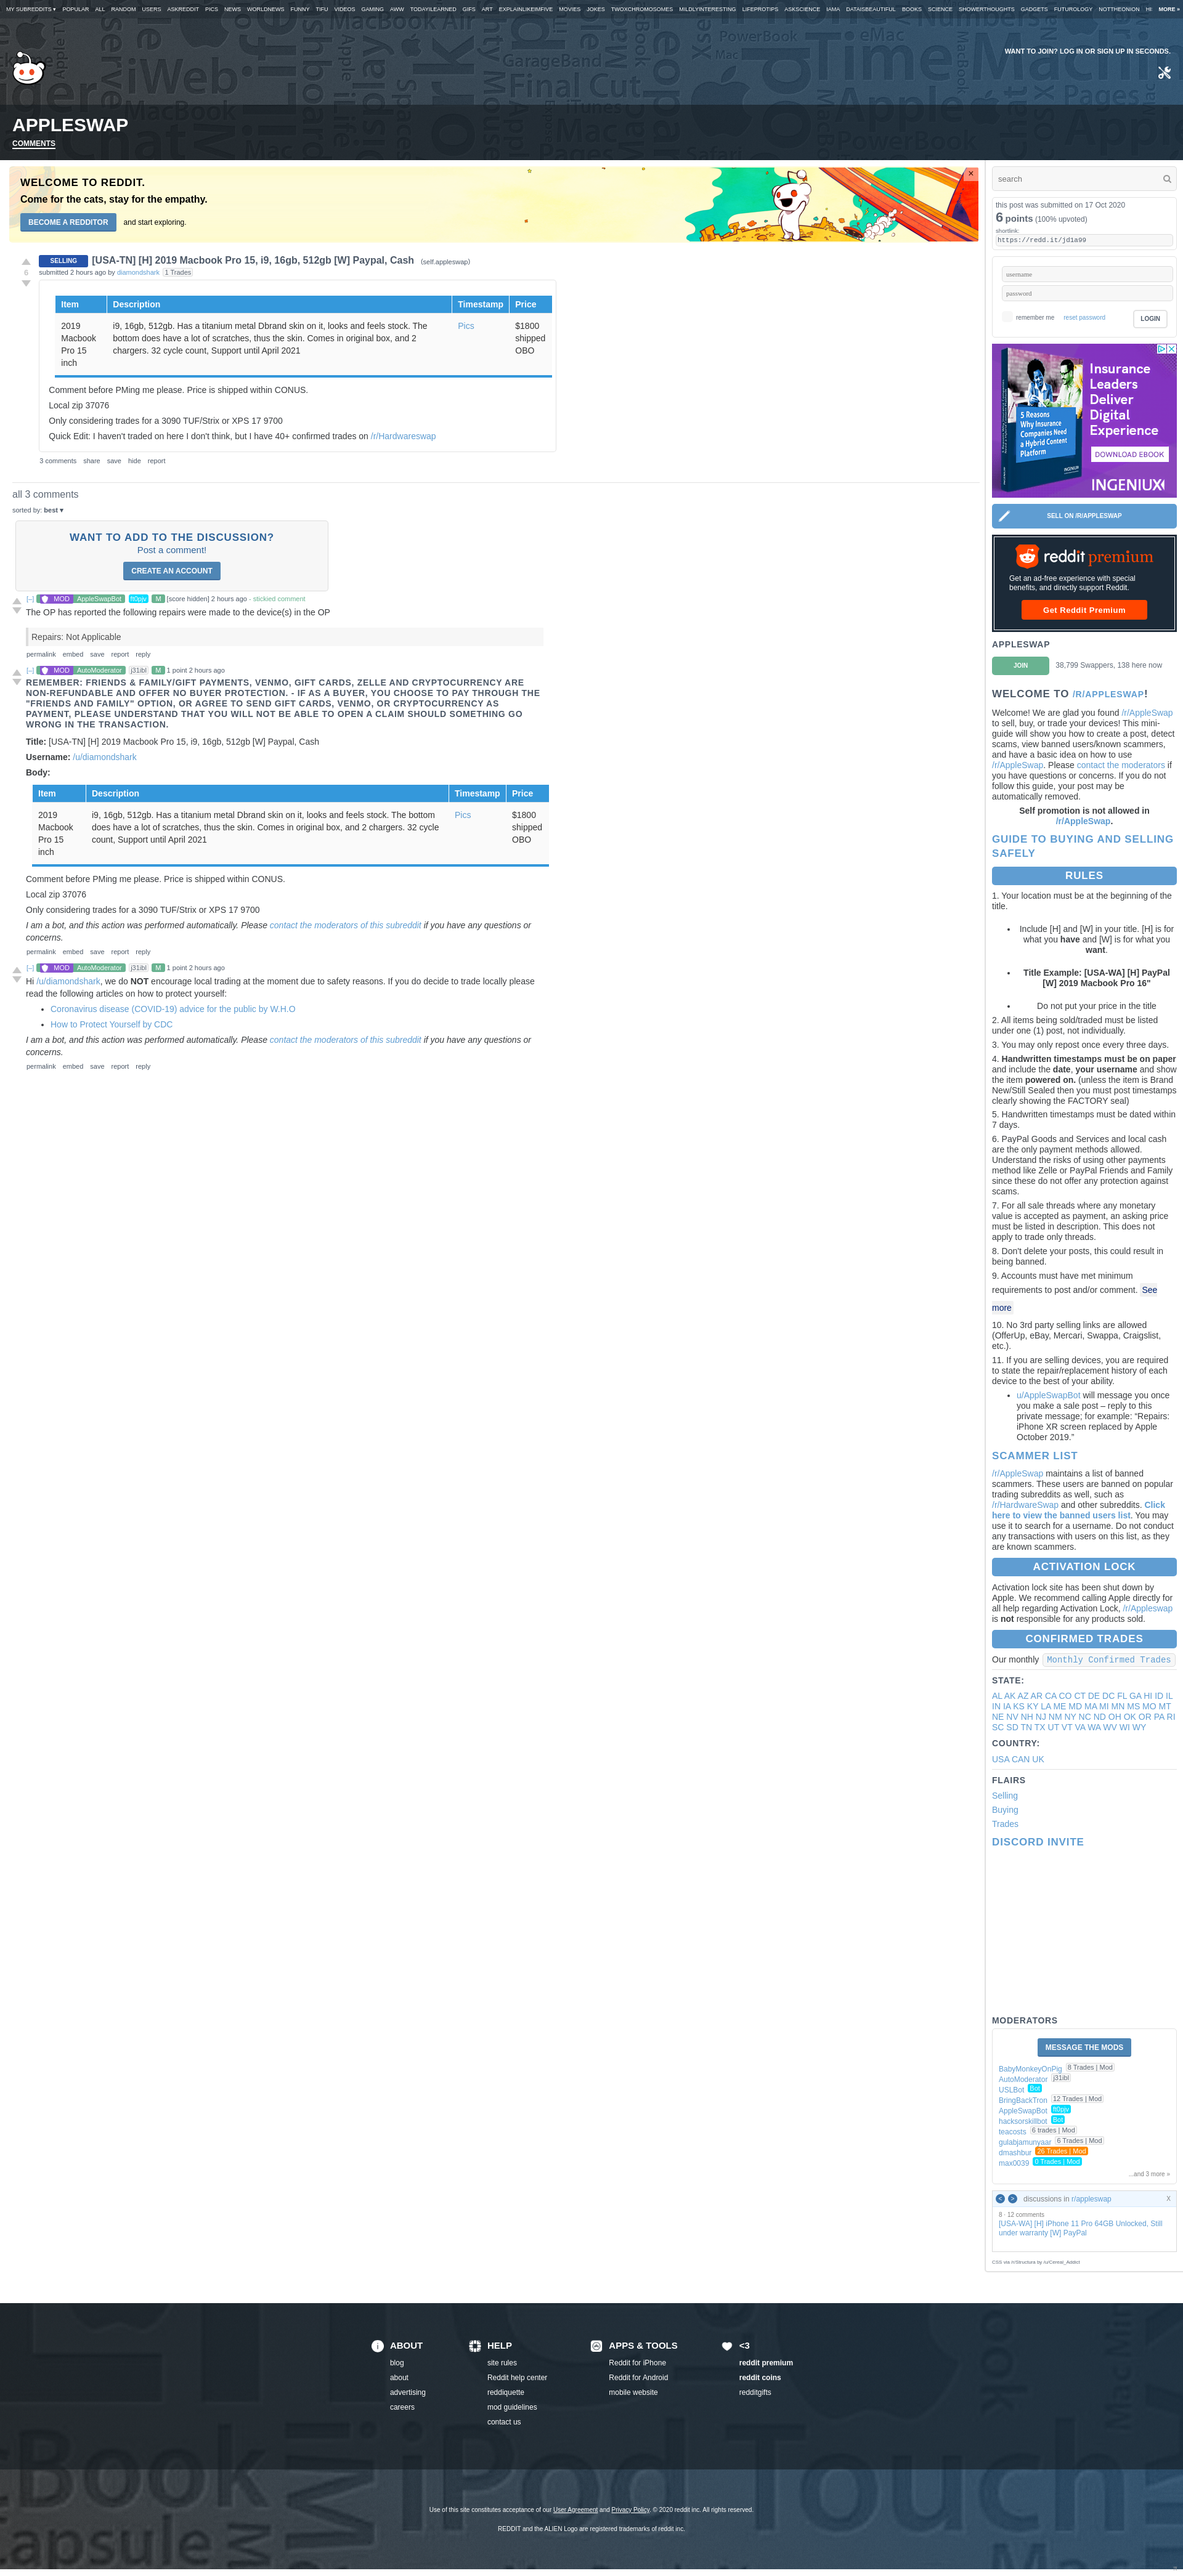 MY SUBREDDITS ▾ POPULAR ALL RANDOM USERS ASKREDDIT PICS NEWS WORLDNEWS FUNNY TIFU VIDEOS GAMING AWW TODAYILEARNED GIFS ART EXPLAINLIKEIMFIVE MOVIES JOKES TWOXCHROMOSOMES MILDLYINTERESTING LIFEPROTIPS ASKSCIENCE IAMA DATAISBEAUTIFUL BOOKS SCIENCE SHOWERTHOUGHTS GADGETS FUTUROLOGY NOTTHEONION HI MORE »
WANT TO JOIN? LOG IN OR SIGN UP IN SECONDS.
APPLESWAP
COMMENTS
WELCOME TO REDDIT.
Come for the cats, stay for the empathy.
BECOME A REDDITOR and start exploring.
SELLING [USA-TN] [H] 2019 Macbook Pro 15, i9, 16gb, 512gb [W] Paypal, Cash (self.appleswap)
6
submitted 2 hours ago by diamondshark 1 Trades
Item Description Timestamp Price
2019 Macbook Pro 15 inch
i9, 16gb, 512gb. Has a titanium metal Dbrand skin on it, looks and feels stock. The
bottom does have a lot of scratches, thus the skin. Comes in original box, and 2
chargers. 32 cycle count, Support until April 2021
Pics
$1800 shipped OBO
Comment before PMing me please. Price is shipped within CONUS.
Local zip 37076
Only considering trades for a 3090 TUF/Strix or XPS 17 9700
Quick Edit: I haven't traded on here I don't think, but I have 40+ confirmed trades on /r/Hardwareswap
3 comments share save hide report
all 3 comments
sorted by: best ▾
WANT TO ADD TO THE DISCUSSION?
Post a comment!
CREATE AN ACCOUNT
[–] MOD AppleSwapBot ft0pjv M [score hidden] 2 hours ago - stickied comment
The OP has reported the following repairs were made to the device(s) in the OP
Repairs: Not Applicable
permalink embed save report reply
[–] MOD AutoModerator j31ibl M 1 point 2 hours ago
REMEMBER: FRIENDS & FAMILY/GIFT PAYMENTS, VENMO, GIFT CARDS, ZELLE AND CRYPTOCURRENCY ARE
NON-REFUNDABLE AND OFFER NO BUYER PROTECTION. - IF AS A BUYER, YOU CHOOSE TO PAY THROUGH THE
"FRIENDS AND FAMILY" OPTION, OR AGREE TO SEND GIFT CARDS, VENMO, OR CRYPTOCURRENCY AS
PAYMENT, PLEASE UNDERSTAND THAT YOU WILL NOT BE ABLE TO OPEN A CLAIM SHOULD SOMETHING GO
WRONG IN THE TRANSACTION.
Title: [USA-TN] [H] 2019 Macbook Pro 15, i9, 16gb, 512gb [W] Paypal, Cash
Username: /u/diamondshark
Body:
Item Description Timestamp Price
2019 Macbook Pro 15 inch
i9, 16gb, 512gb. Has a titanium metal Dbrand skin on it, looks and feels stock. The bottom
does have a lot of scratches, thus the skin. Comes in original box, and 2 chargers. 32 cycle
count, Support until April 2021
Pics
$1800 shipped OBO
Comment before PMing me please. Price is shipped within CONUS.
Local zip 37076
Only considering trades for a 3090 TUF/Strix or XPS 17 9700
I am a bot, and this action was performed automatically. Please contact the moderators of this subreddit if you have any questions or
concerns.
permalink embed save report reply
[–] MOD AutoModerator j31ibl M 1 point 2 hours ago
Hi /u/diamondshark, we do NOT encourage local trading at the moment due to safety reasons. If you do decide to trade locally please
read the following articles on how to protect yourself:
• Coronavirus disease (COVID-19) advice for the public by W.H.O
• How to Protect Yourself by CDC
I am a bot, and this action was performed automatically. Please contact the moderators of this subreddit if you have any questions or
concerns.
permalink embed save report reply
search
this post was submitted on 17 Oct 2020
6 points (100% upvoted)
shortlink:
https://redd.it/jd1a99
username
password
remember me reset password LOGIN
5 Reasons Why Insurance Companies Need a Hybrid Content Platform
Insurance
Leaders
Deliver
Digital
Experience
DOWNLOAD EBOOK
INGENIUX
SELL ON /R/APPLESWAP
reddit premium
Get an ad-free experience with special
benefits, and directly support Reddit.
Get Reddit Premium
APPLESWAP
JOIN 38,799 Swappers, 138 here now
WELCOME TO /R/APPLESWAP!
Welcome! We are glad you found /r/AppleSwap
to sell, buy, or trade your devices! This mini-
guide will show you how to create a post, detect
scams, view banned users/known scammers,
and have a basic idea on how to use
/r/AppleSwap. Please contact the moderators if
you have questions or concerns. If you do not
follow this guide, your post may be
automatically removed.
Self promotion is not allowed in
/r/AppleSwap.
GUIDE TO BUYING AND SELLING
SAFELY
RULES
1. Your location must be at the beginning of the
title.
• Include [H] and [W] in your title. [H] is for
what you have and [W] is for what you
want.
• Title Example: [USA-WA] [H] PayPal
[W] 2019 Macbook Pro 16"
• Do not put your price in the title
2. All items being sold/traded must be listed
under one (1) post, not individually.
3. You may only repost once every three days.
4. Handwritten timestamps must be on paper
and include the date, your username and show
the item powered on. (unless the item is Brand
New/Still Sealed then you must post timestamps
clearly showing the FACTORY seal)
5. Handwritten timestamps must be dated within
7 days.
6. PayPal Goods and Services and local cash
are the only payment methods allowed.
Understand the risks of using other payments
method like Zelle or PayPal Friends and Family
since these do not offer any protection against
scams.
7. For all sale threads where any monetary
value is accepted as payment, an asking price
must be listed in description. This does not
apply to trade only threads.
8. Don't delete your posts, this could result in
being banned.
9. Accounts must have met minimum
requirements to post and/or comment. See
more
10. No 3rd party selling links are allowed
(OfferUp, eBay, Mercari, Swappa, Craigslist,
etc.).
11. If you are selling devices, you are required
to state the repair/replacement history of each
device to the best of your ability.
• u/AppleSwapBot will message you once
you make a sale post – reply to this
private message; for example: "Repairs:
iPhone XR screen replaced by Apple
October 2019."
SCAMMER LIST
/r/AppleSwap maintains a list of banned
scammers. These users are banned on popular
trading subreddits as well, such as
/r/HardwareSwap and other subreddits. Click
here to view the banned users list. You may
use it to search for a username. Do not conduct
any transactions with users on this list, as they
are known scammers.
ACTIVATION LOCK
Activation lock site has been shut down by
Apple. We recommend calling Apple directly for
all help regarding Activation Lock, /r/Appleswap
is not responsible for any products sold.
CONFIRMED TRADES
Our monthly Monthly Confirmed Trades
STATE:
AL AK AZ AR CA CO CT DE DC FL GA HI ID IL
IN IA KS KY LA ME MD MA MI MN MS MO MT
NE NV NH NJ NM NY NC ND OH OK OR PA RI
SC SD TN TX UT VT VA WA WV WI WY
COUNTRY:
USA CAN UK
FLAIRS
Selling
Buying
Trades
DISCORD INVITE
MODERATORS
MESSAGE THE MODS
BabyMonkeyOnPig 8 Trades | Mod
AutoModerator j31ibl
USLBot Bot
BringBackTron 12 Trades | Mod
AppleSwapBot ft0pjv
hacksorskillbot Bot
teacosts 6 trades | Mod
gulabjamunyaar 6 Trades | Mod
dmashbur 26 Trades | Mod
max0039 0 Trades | Mod
...and 3 more »
< > discussions in r/appleswap X
8 · 12 comments
[USA-WA] [H] iPhone 11 Pro 64GB Unlocked, Still
under warranty [W] PayPal
CSS via r/Structura by /u/Cereal_Addict
ABOUT
blog
about
advertising
careers
HELP
site rules
Reddit help center
reddiquette
mod guidelines
contact us
APPS & TOOLS
Reddit for iPhone
Reddit for Android
mobile website
<3
reddit premium
reddit coins
redditgifts
Use of this site constitutes acceptance of our User Agreement and Privacy Policy. © 2020 reddit inc. All rights reserved.
REDDIT and the ALIEN Logo are registered trademarks of reddit inc.